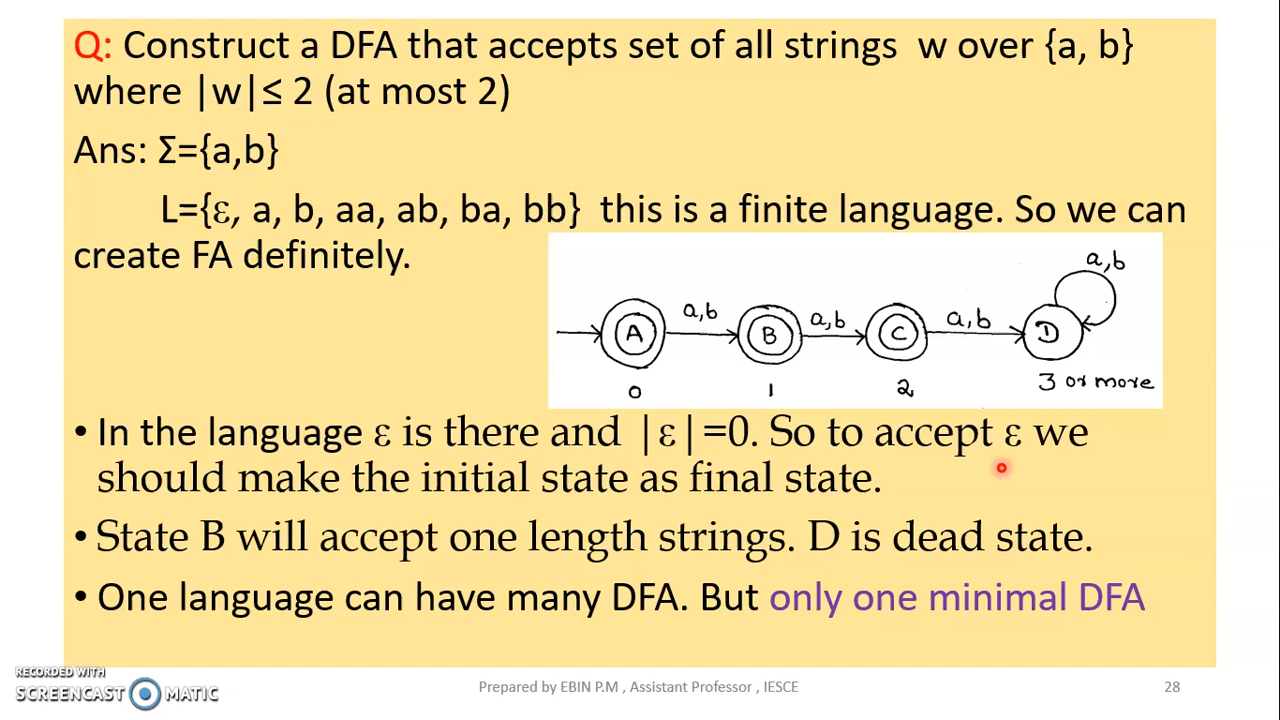 Q: Construct a DFA that accepts set of all strings w over {a, b}
where |w|≤ 2 (at most 2)
Ans: Σ={a,b}
L={ε, a, b, aa, ab, ba, bb} this is a finite language. So we can
create FA definitely.
a,b
a,b a,b a,b
A B C D
0 1 2 3 or more
• In the language ε is there and |ε|=0. So to accept ε we
should make the initial state as final state.
• State B will accept one length strings. D is dead state.
• One language can have many DFA. But only one minimal DFA
RECORDED WITH
SCREENCAST MATIC
Prepared by EBIN P.M , Assistant Professor , IESCE
28